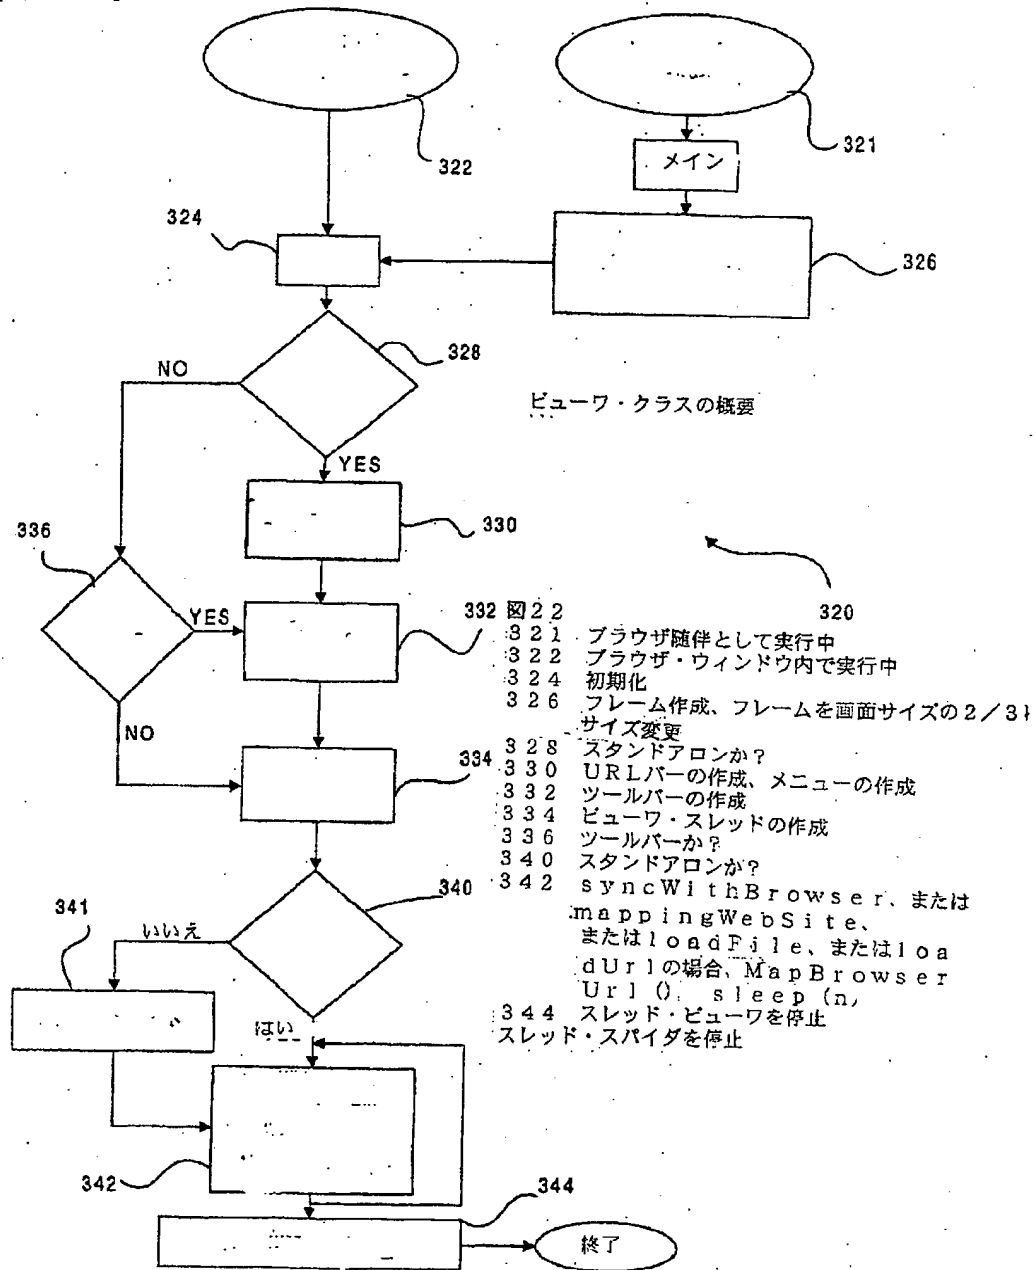 322
321
メイン
324
326
328
NO
YES
ビューワ・クラスの概要
330
336
YES
332
図22
320
321 ブラウザ随伴として実行中
322 ブラウザ・ウィンドウ内で実行中
324 初期化
326 フレーム作成、フレームを画面サイズの2/3に
サイズ変更
NO
334
328 スタンドアロンか?
330 URLバーの作成、メニューの作成
332 ツールバーの作成
334 ビューワ・スレッドの作成
336 ツールバーか?
340 スタンドアロンか?
340
342 syncWithBrowser、または
mappingWebSite、
またはloadFile、またはloa
dUrlの場合、MapBrowser
Url()、 sleep(n,
344 スレッド・ビューワを停止
スレッド・スパイダを停止
341
いいえ
はい
342
344
終了